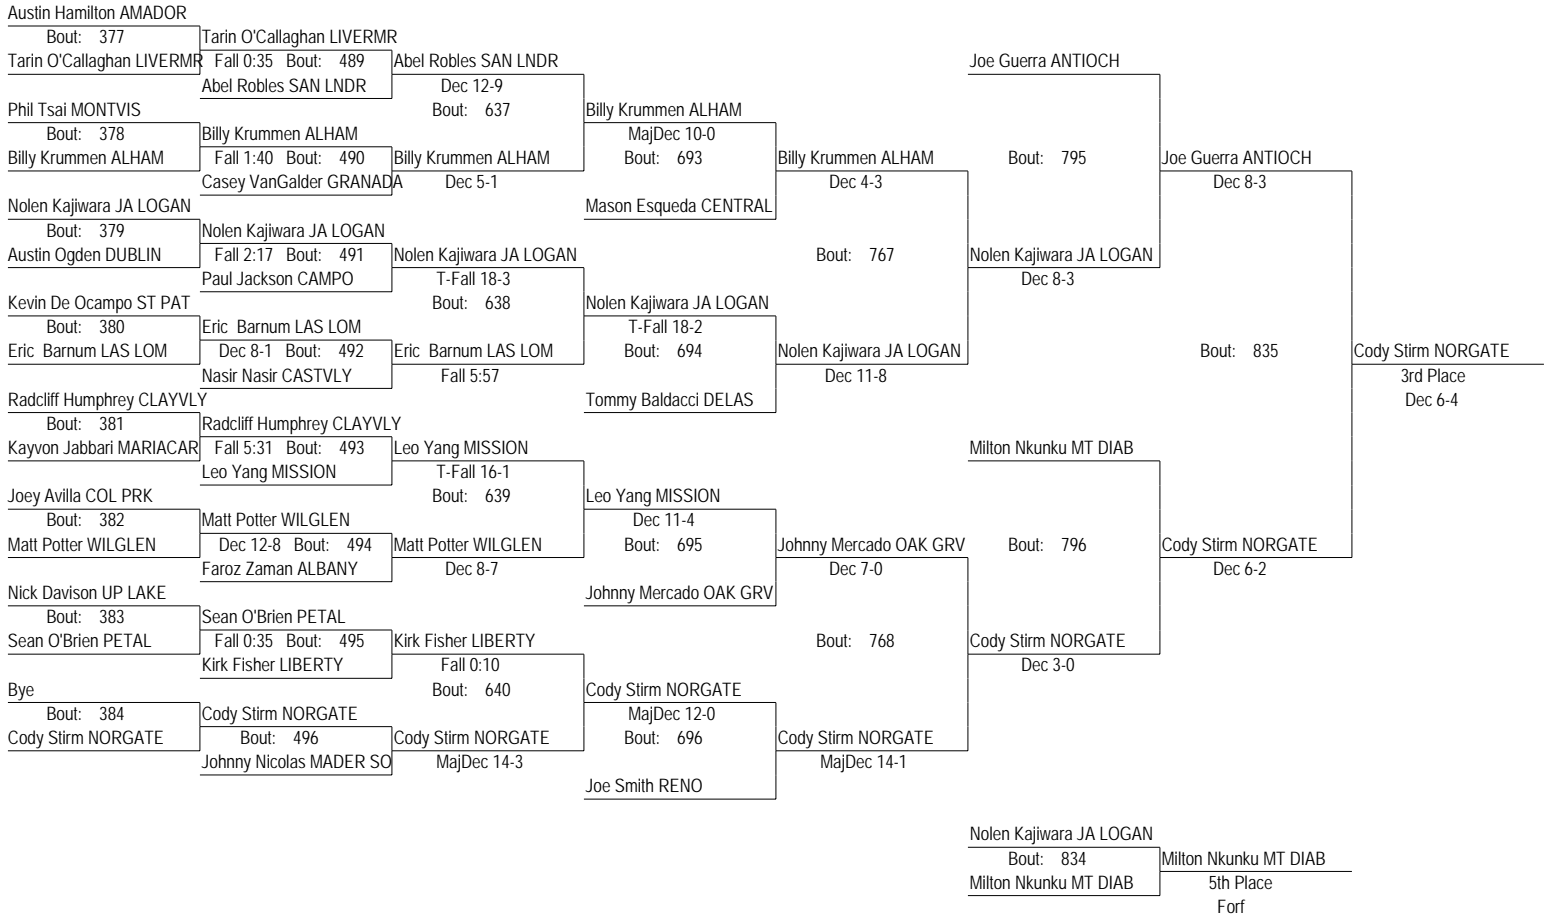 Austin Hamilton AMADOR
Bout: 377
Tarin O'Callaghan LIVERMR
Tarin O'Callaghan LIVERMR
Fall 0:35 Bout: 489
Abel Robles SAN LNDR
Abel Robles SAN LNDR
Dec 12-9
Bout: 637
Phil Tsai MONTVIS
Bout: 378
Billy Krummen ALHAM
Billy Krummen ALHAM
Fall 1:40 Bout: 490
Casey VanGalder GRANADA
Billy Krummen ALHAM
Dec 5-1
Billy Krummen ALHAM
MajDec 10-0
Bout: 693
Mason Esqueda CENTRAL
Billy Krummen ALHAM
Dec 4-3
Bout: 767
Nolen Kajiwara JA LOGAN
Bout: 379
Austin Ogden DUBLIN
Nolen Kajiwara JA LOGAN
Fall 2:17 Bout: 491
Paul Jackson CAMPO
Nolen Kajiwara JA LOGAN
T-Fall 18-3
Bout: 638
Kevin De Ocampo ST PAT
Bout: 380
Eric Barnum LAS LOM
Eric Barnum LAS LOM
Dec 8-1 Bout: 492
Nasir Nasir CASTVLY
Eric Barnum LAS LOM
Fall 5:57
Nolen Kajiwara JA LOGAN
T-Fall 18-2
Bout: 694
Tommy Baldacci DELAS
Nolen Kajiwara JA LOGAN
Dec 11-8
Joe Guerra ANTIOCH
Bout: 795
Nolen Kajiwara JA LOGAN
Dec 8-3
Joe Guerra ANTIOCH
Dec 8-3
Bout: 835
Cody Stirm NORGATE
3rd Place
Dec 6-4
Radcliff Humphrey CLAYVLY
Bout: 381
Kayvon Jabbari MARIACAR
Radcliff Humphrey CLAYVLY
Fall 5:31 Bout: 493
Leo Yang MISSION
Leo Yang MISSION
T-Fall 16-1
Bout: 639
Joey Avilla COL PRK
Bout: 382
Matt Potter WILGLEN
Matt Potter WILGLEN
Dec 12-8 Bout: 494
Faroz Zaman ALBANY
Matt Potter WILGLEN
Dec 8-7
Leo Yang MISSION
Dec 11-4
Bout: 695
Johnny Mercado OAK GRV
Johnny Mercado OAK GRV
Dec 7-0
Bout: 768
Nick Davison UP LAKE
Bout: 383
Sean O'Brien PETAL
Sean O'Brien PETAL
Fall 0:35 Bout: 495
Kirk Fisher LIBERTY
Kirk Fisher LIBERTY
Fall 0:10
Bout: 640
Bye
Bout: 384
Cody Stirm NORGATE
Cody Stirm NORGATE
Bout: 496
Johnny Nicolas MADER SO
Cody Stirm NORGATE
MajDec 14-3
Cody Stirm NORGATE
MajDec 12-0
Bout: 696
Joe Smith RENO
Cody Stirm NORGATE
MajDec 14-1
Milton Nkunku MT DIAB
Bout: 796
Cody Stirm NORGATE
Dec 3-0
Cody Stirm NORGATE
Dec 6-2
Nolen Kajiwara JA LOGAN
Bout: 834
Milton Nkunku MT DIAB
Milton Nkunku MT DIAB
5th Place
Forf